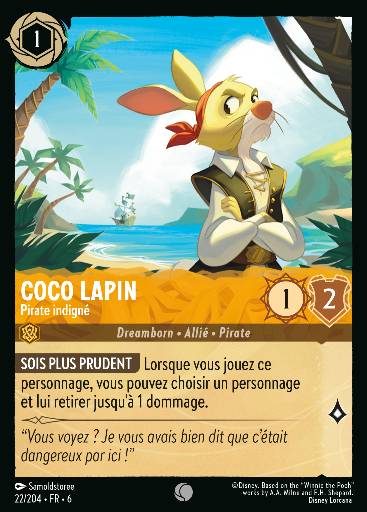 1
COCO LAPIN
Pirate indigné
1
2
Dreamborn • Allié • Pirate
SOIS PLUS PRUDENT Lorsque vous jouez ce
personnage, vous pouvez choisir un personnage
et lui retirer jusqu'à 1 dommage.
“Vous voyez ? Je vous avais bien dit que c'était
dangereux par ici !”
Samoldstoree
22/204 • FR • 6
©Disney. Based on the "Winnie the Pooh"
works by A.A. Milne and E.H. Shepard.
Disney Lorcana